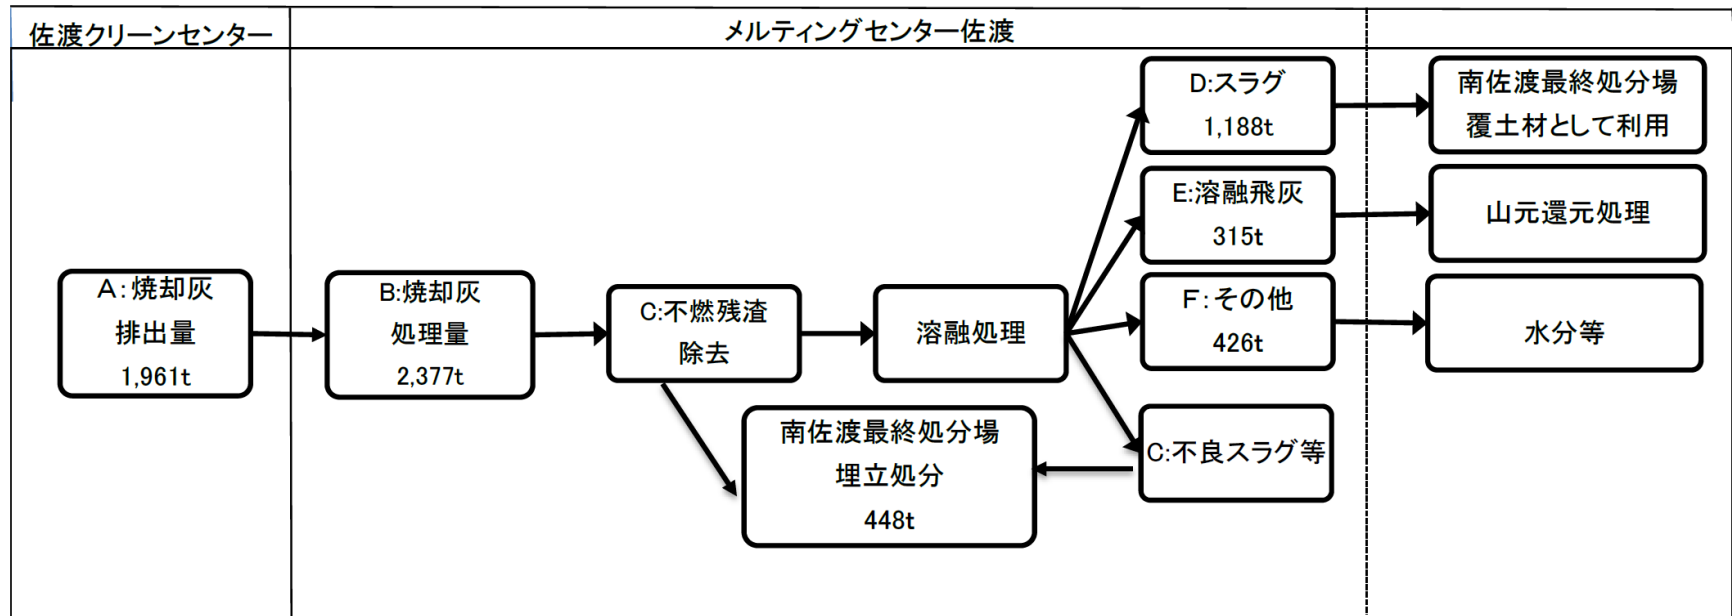 佐渡クリーンセンター
メルティングセンター佐渡
A:焼却灰
排出量
1,961t
B:焼却灰
処理量
2,377t
C:不燃残渣
除去
溶融処理
南佐渡最終処分場
埋立処分
448t
D:スラグ
1,188t
E:溶融飛灰
315t
F:その他
426t
C:不良スラグ等
南佐渡最終処分場
覆土材として利用
山元還元処理
水分等